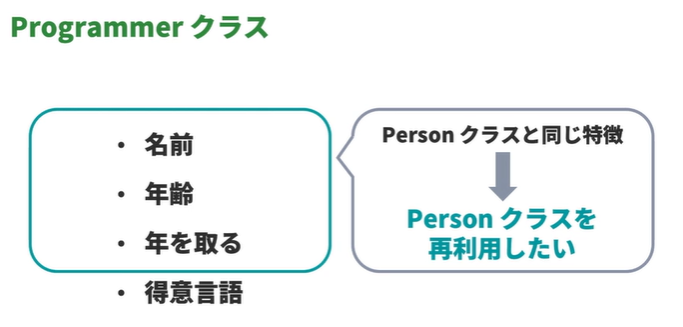 Programmer クラス
・ 名前
・ 年齢
・ 年を取る
・ 得意言語
Person クラスと同じ特徴
Person クラスを
再利用したい